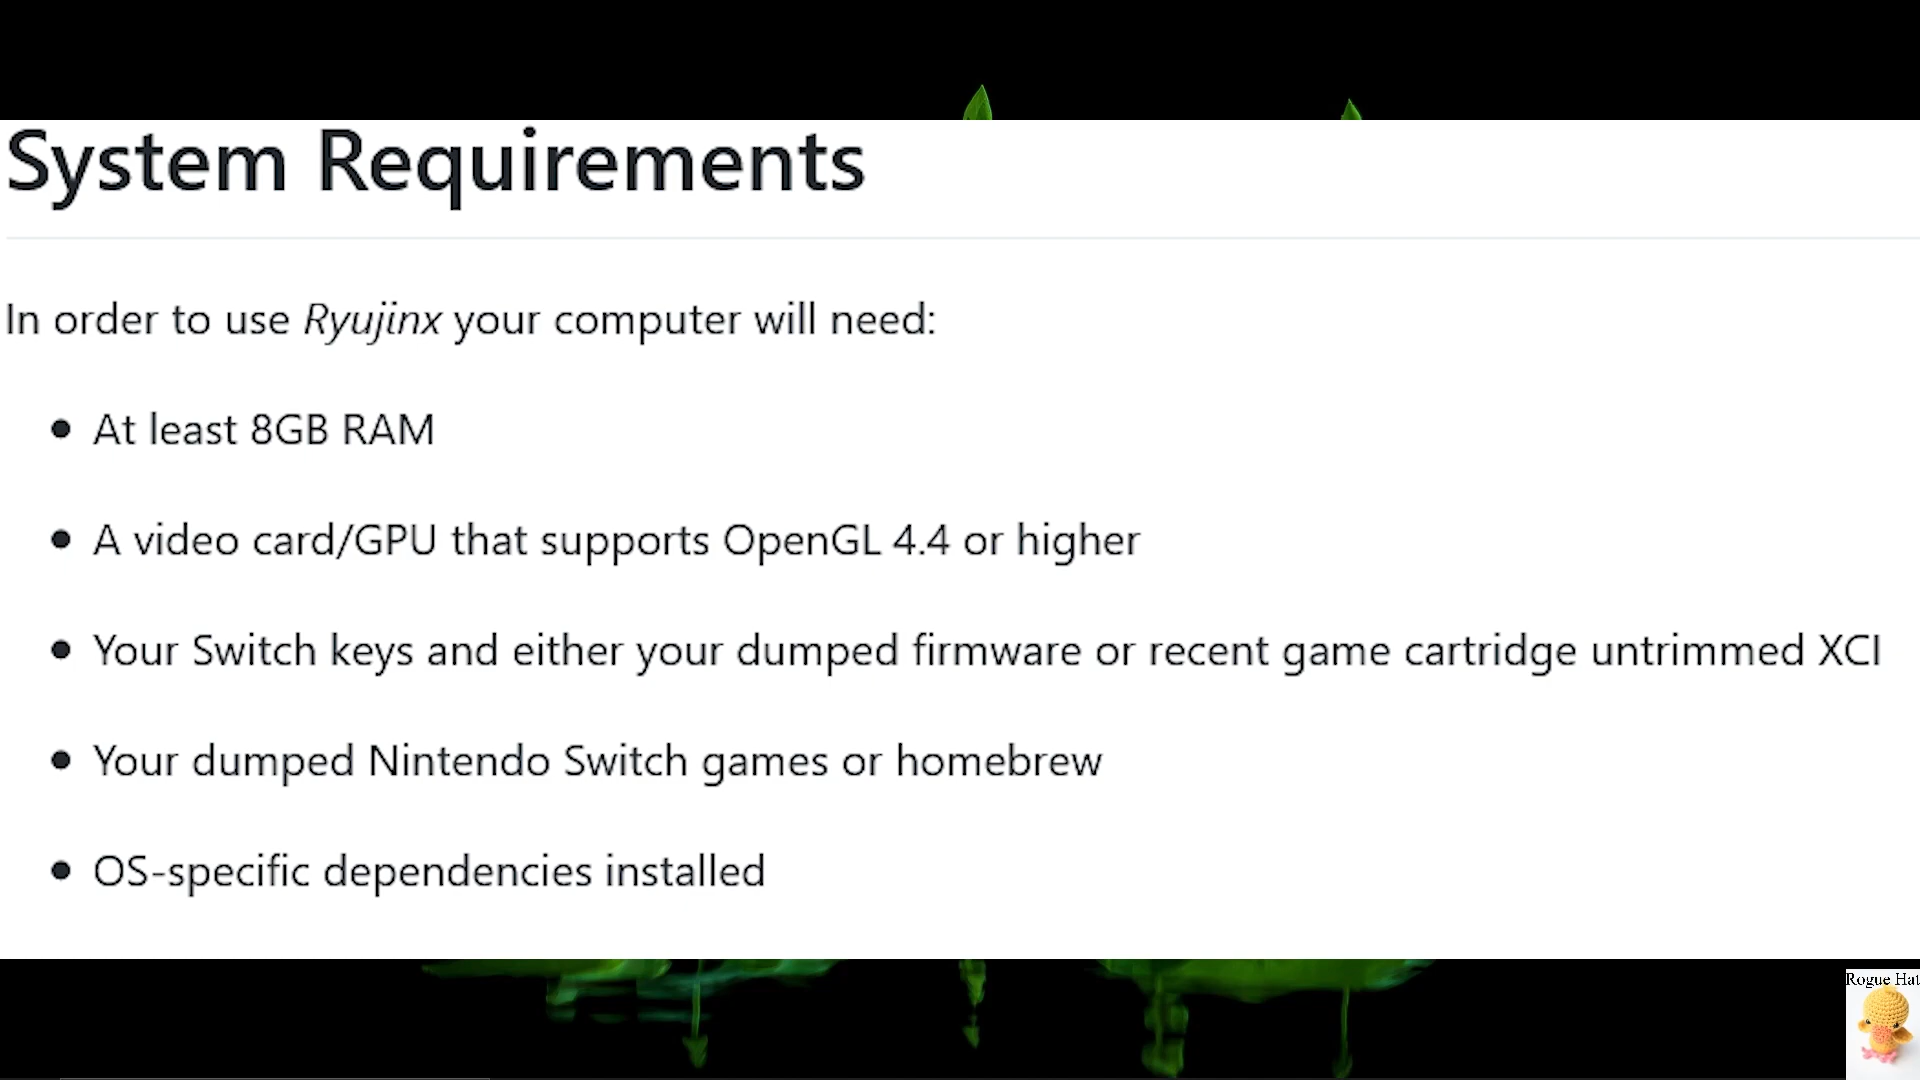 System Requirements
In order to use Ryujinx your computer will need:
• At least 8GB RAM
• A video card/GPU that supports OpenGL 4.4 or higher
• Your Switch keys and either your dumped firmware or recent game cartridge untrimmed XCI
• Your dumped Nintendo Switch games or homebrew
• OS-specific dependencies installed
Rogue Hat